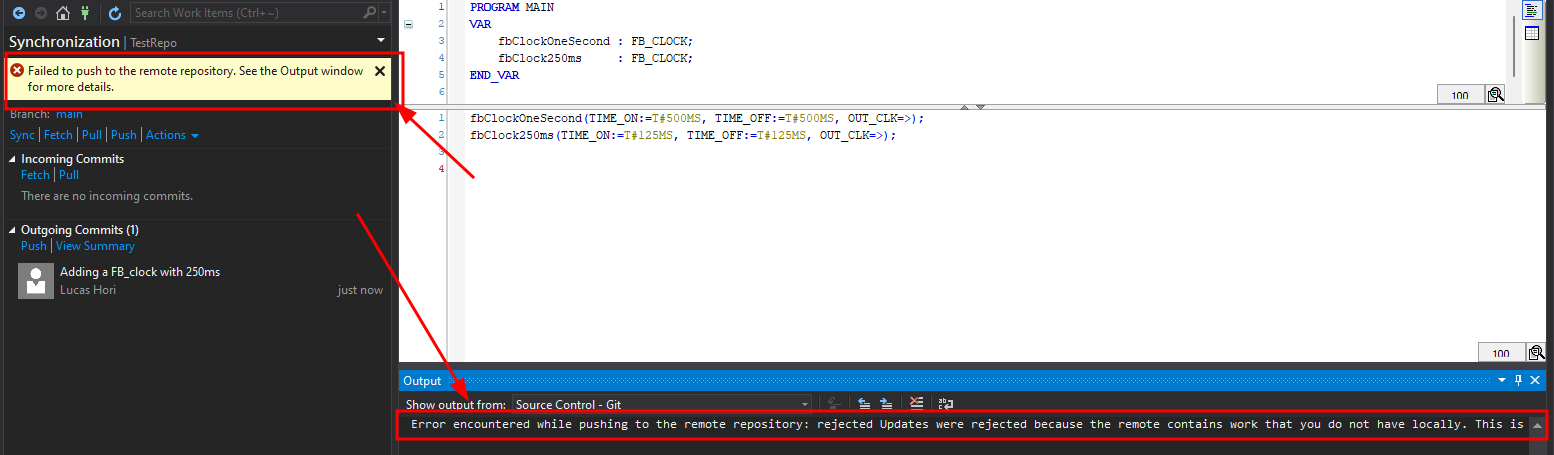 Search Work Items (Ctrl+~)
Synchronization | TestRepo
Failed to push to the remote repository. See the Output window
for more details.
Branch: main
Sync | Fetch | Pull | Push | Actions
Incoming Commits
Fetch | Pull
There are no incoming commits.
Outgoing Commits (1)
Push | View Summary
Adding a FB_clock with 250ms
Lucas Hori just now
1 PROGRAM MAIN
2 VAR
3 fbClockOneSecond : FB_CLOCK;
4 fbClock250ms : FB_CLOCK;
5 END_VAR
6
100
1 fbClockOneSecond(TIME_ON:=T#500MS, TIME_OFF:=T#500MS, OUT_CLK=>);
2 fbClock250ms(TIME_ON:=T#125MS, TIME_OFF:=T#125MS, OUT_CLK=>);
3
4
100
Output
Show output from: Source Control - Git
Error encountered while pushing to the remote repository: rejected Updates were rejected because the remote contains work that you do not have locally. This is